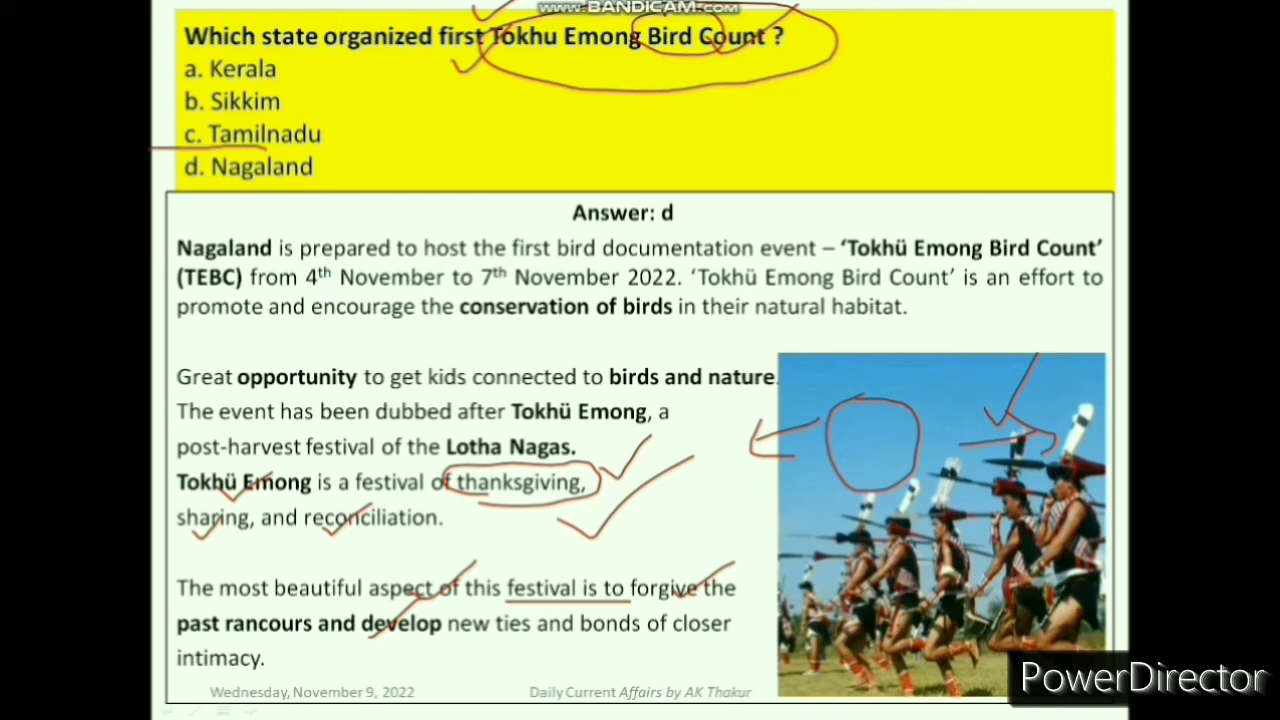 WWW.BANDICAM.COM
Which state organized first Tokhu Emong Bird Count ?
a. Kerala
b. Sikkim
c. Tamilnadu
d. Nagaland
Answer: d
Nagaland is prepared to host the first bird documentation event – ‘Tokhü Emong Bird Count’
(TEBC) from 4th November to 7th November 2022. ‘Tokhü Emong Bird Count’ is an effort to
promote and encourage the conservation of birds in their natural habitat.
Great opportunity to get kids connected to birds and nature.
The event has been dubbed after Tokhü Emong, a
post-harvest festival of the Lotha Nagas.
Tokhü Emong is a festival of thanksgiving,
sharing, and reconciliation.
The most beautiful aspect of this festival is to forgive the
past rancours and develop new ties and bonds of closer
intimacy.
Wednesday, November 9, 2022 Daily Current Affairs by AK Thakur
PowerDirector